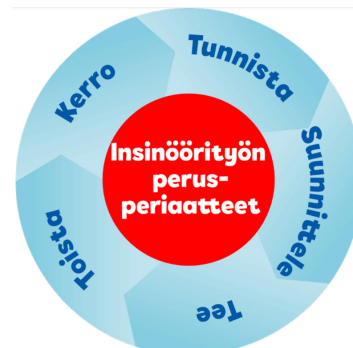 Insinöörityön
perus-
periaatteet
Tunnista
Suunnittele
Tee
Toista
Kerro